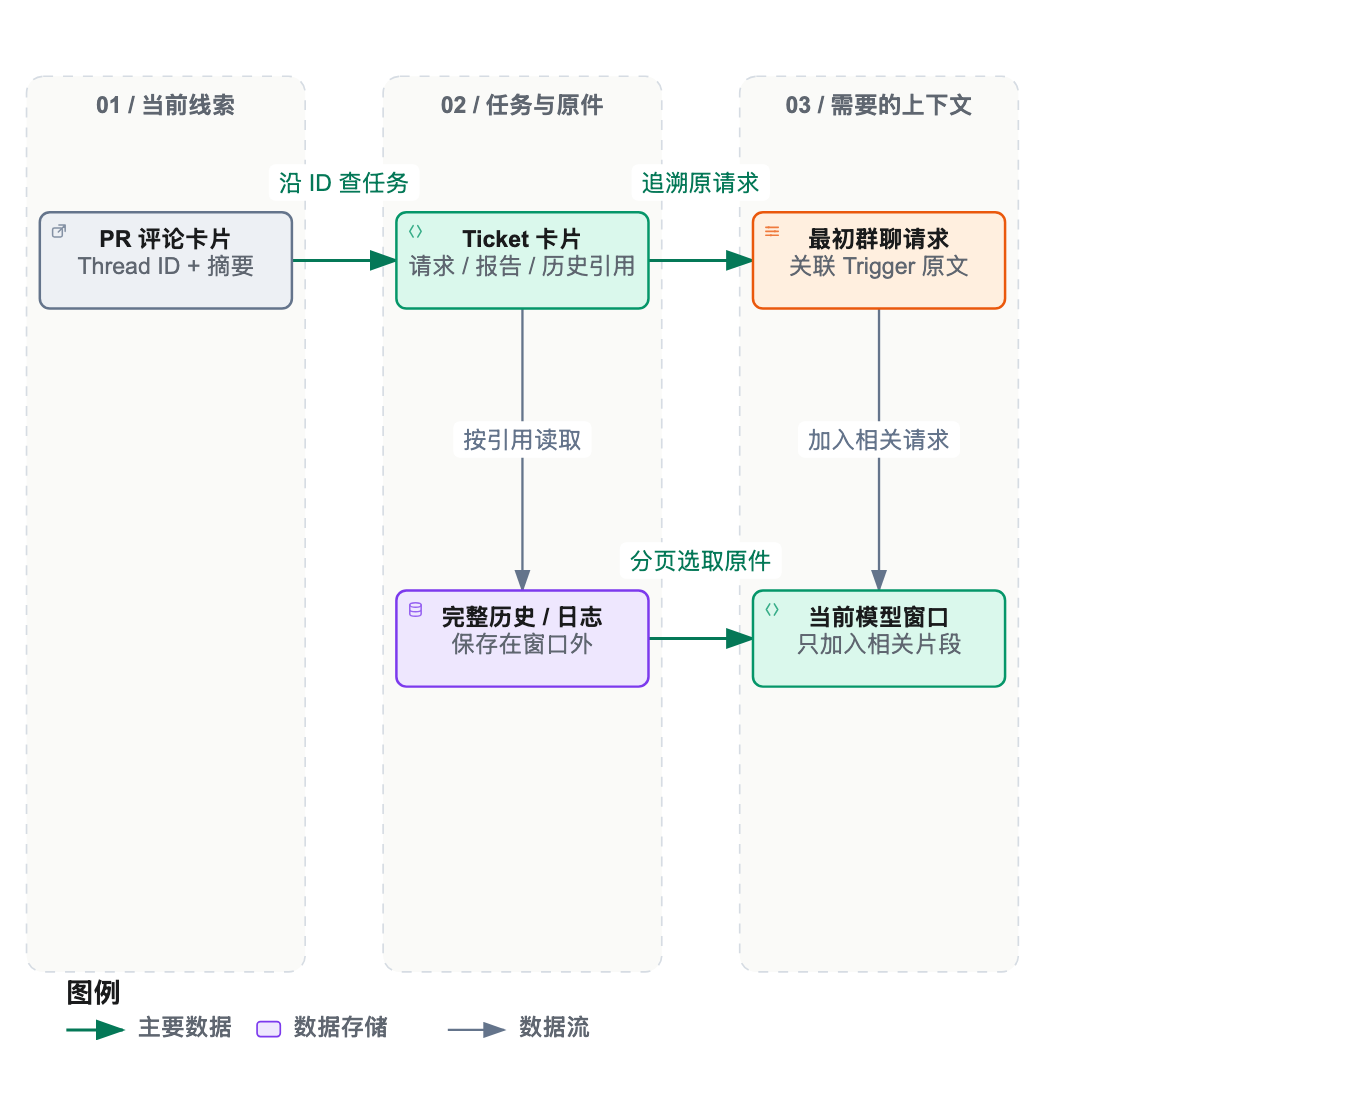 01 / 当前线索
02 / 任务与原件
03 / 需要的上下文
沿 ID 查任务
追溯原请求
PR 评论卡片
Thread ID + 摘要
Ticket 卡片
请求 / 报告 / 历史引用
最初群聊请求
关联 Trigger 原文
按引用读取
加入相关请求
分页选取原件
完整历史 / 日志
保存在窗口外
当前模型窗口
只加入相关片段
图例
主要数据
数据存储
数据流